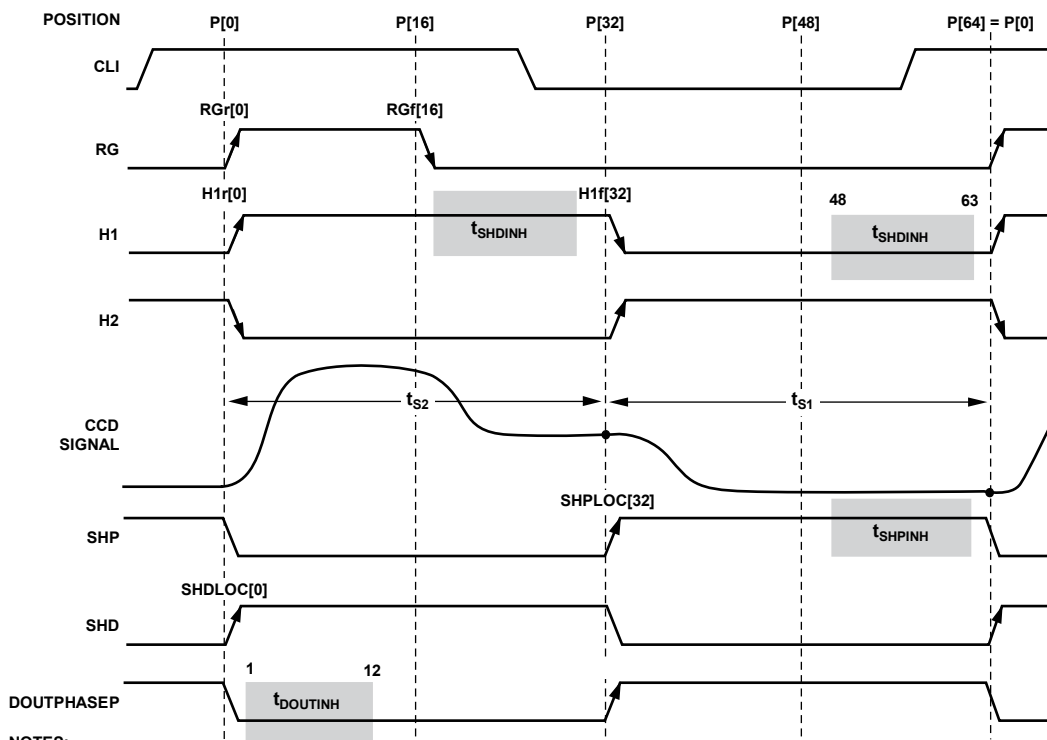 POSITION P[0] P[16] P[32] P[48] P[64] = P[0]
CLI
RGr[0] RGf[16]
RG
H1r[0] H1f[32] 48 63
H1 tSHDINH tSHDINH
H2
tS2 tS1
CCD
SIGNAL
SHPLOC[32]
SHP tSHPINH
SHDLOC[0]
SHD
1 12
DOUTPHASEP tDOUTINH